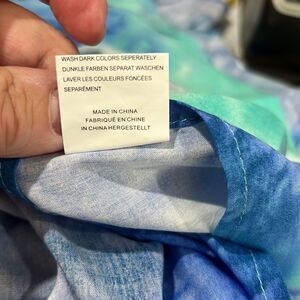 WASH DARK COLORS SEPERATELY
DUNKLE FARBEN SEPARAT WASCHEN
LAVER LES COULEURS FONCÉES
SEPARÉMENT
MADE IN CHINA
FABRIQUÉ EN CHINE
IN CHINA HERGESTELLT